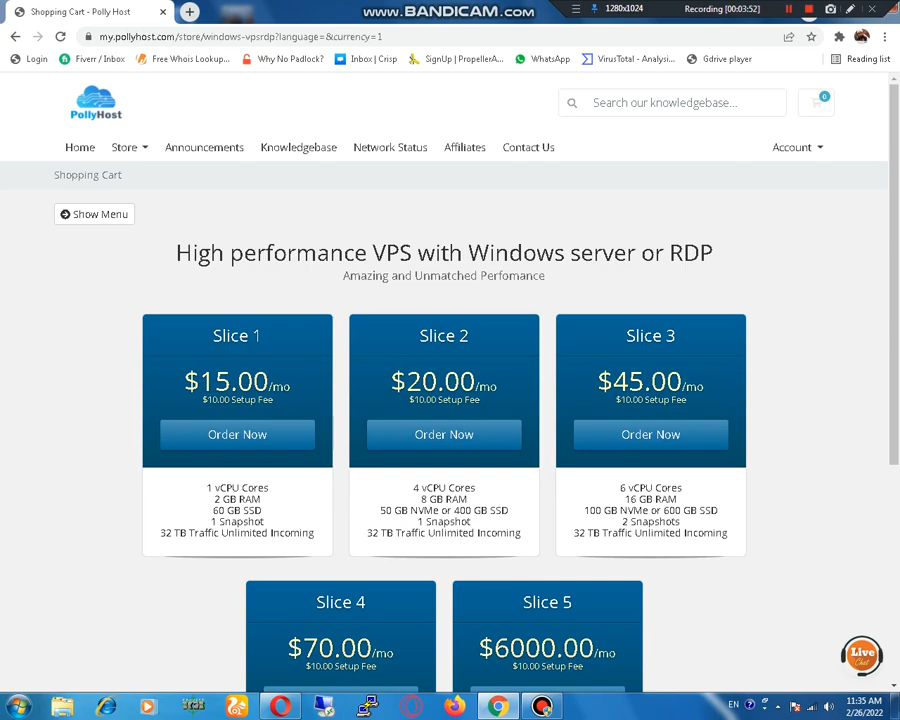 Shopping Cart - Polly Host
www.BANDICAM.com
1280x1024
Recording [00:03:52]
my.pollyhost.com/store/windows-vpsrdp?language=&currency=1
Login
Fiverr / Inbox
Free Whois Lookup...
Why No Padlock?
Inbox | Crisp
SignUp | PropellerA...
WhatsApp
VirusTotal - Analysi...
Gdrive player
Reading list
PollyHost
Search our knowledgebase...
0
Home
Store
Announcements
Knowledgebase
Network Status
Affiliates
Contact Us
Account
Shopping Cart
Show Menu
High performance VPS with Windows server or RDP
Amazing and Unmatched Perfomance
Slice 1
$15.00/mo
$10.00 Setup Fee
Order Now
1 vCPU Cores
2 GB RAM
60 GB SSD
1 Snapshot
32 TB Traffic Unlimited Incoming
Slice 2
$20.00/mo
$10.00 Setup Fee
Order Now
4 vCPU Cores
8 GB RAM
50 GB NVMe or 400 GB SSD
1 Snapshot
32 TB Traffic Unlimited Incoming
Slice 3
$45.00/mo
$10.00 Setup Fee
Order Now
6 vCPU Cores
16 GB RAM
100 GB NVMe or 600 GB SSD
2 Snapshots
32 TB Traffic Unlimited Incoming
Slice 4
$70.00/mo
$10.00 Setup Fee
Slice 5
$6000.00/mo
$10.00 Setup Fee
Live
Chat
EN
11:35 AM
2/26/2022